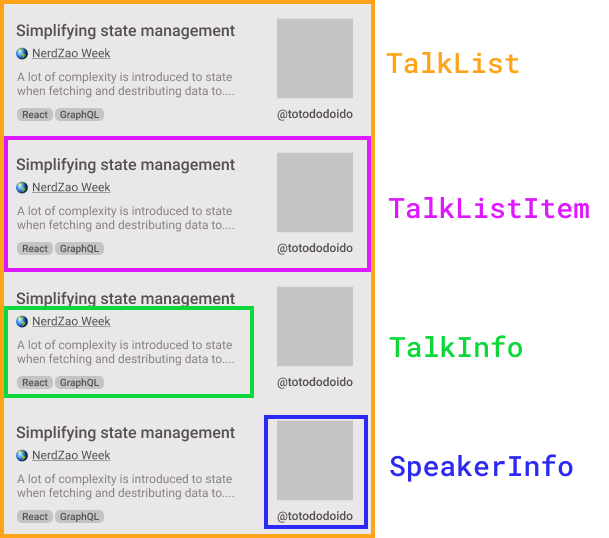 Simplifying state management
NerdZao Week
A lot of complexity is introduced to state
when fetching and destributing data to....
React GraphQL
@totododoido
TalkList
Simplifying state management
NerdZao Week
A lot of complexity is introduced to state
when fetching and destributing data to....
React GraphQL
@totododoido
TalkListItem
Simplifying state management
NerdZao Week
A lot of complexity is introduced to state
when fetching and destributing data to....
React GraphQL
@totododoido
TalkInfo
Simplifying state management
NerdZao Week
A lot of complexity is introduced to state
when fetching and destributing data to....
React GraphQL
@totododoido
SpeakerInfo